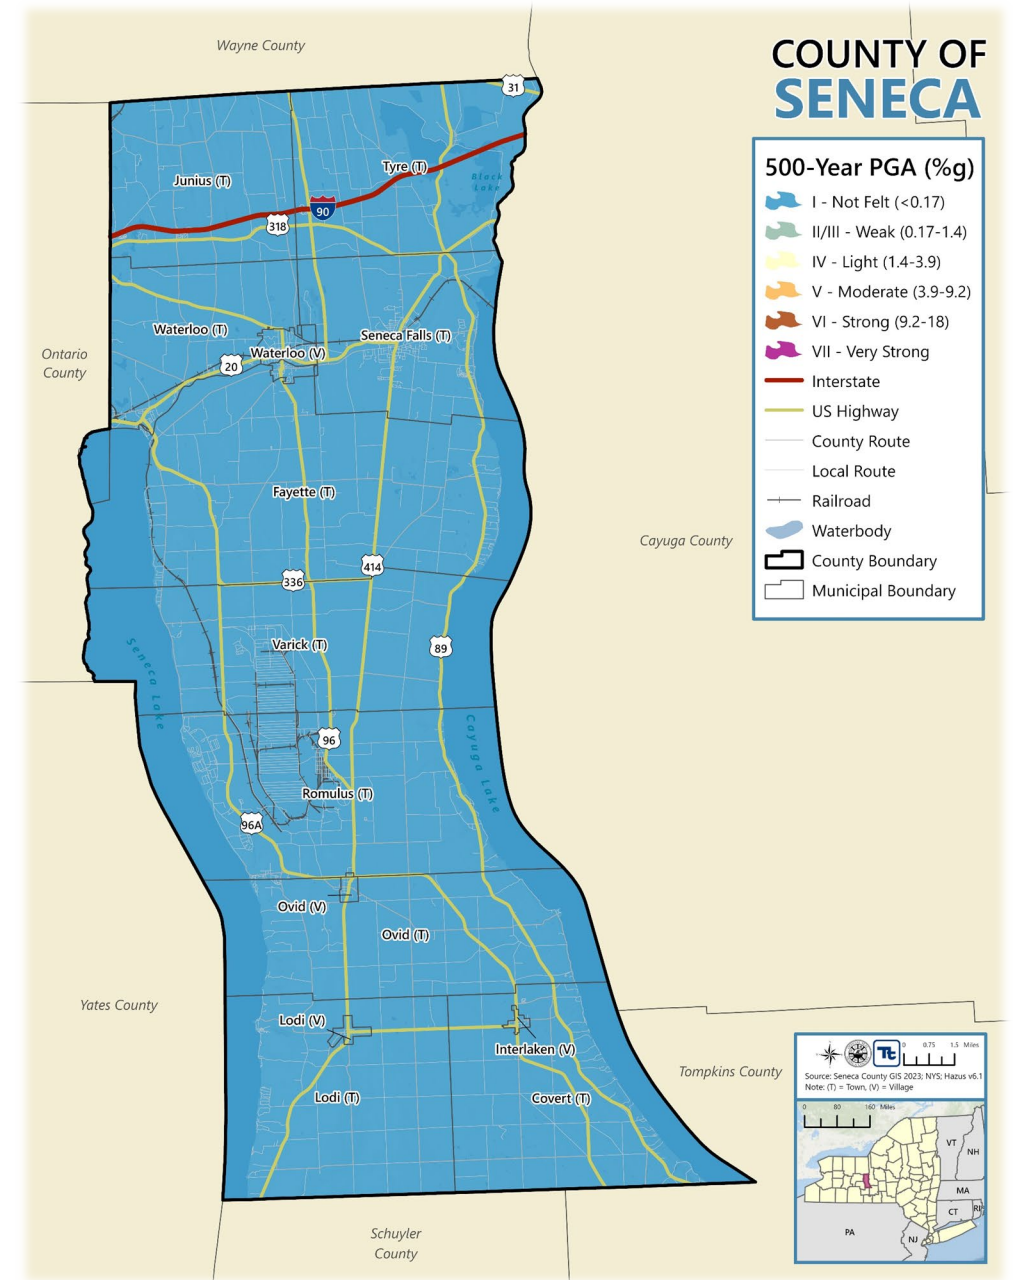 Wayne County
COUNTY OF
SENECA
31
500-Year PGA (%g)
I - Not Felt (<0.17)
II/III - Weak (0.17-1.4)
IV - Light (1.4-3.9)
V - Moderate (3.9-9.2)
VI - Strong (9.2-18)
VII - Very Strong
Interstate
US Highway
County Route
Local Route
Railroad
Waterbody
County Boundary
Municipal Boundary
Tyre (T)
Junius (T)
Black
Lake
90
318
Waterloo (T)
Seneca Falls (T)
Waterloo (V)
Ontario
County
20
Fayette (T)
Cayuga County
414
336
Varick (T)
89
Seneca Lake
96
Cayuga Lake
Romulus (T)
96A
Ovid (V)
Ovid (T)
Yates County
Lodi (V)
Interlaken (V)
Tompkins County
Lodi (T)
Covert (T)
Schuyler
County
0 0.75 1.5 Miles
Tt
Source: Seneca County GIS 2023; NYS; Hazus v6.1
Note: (T) = Town, (V) = Village
0 80 160 Miles
VT
NH
MA
CT
RI
PA
NJ